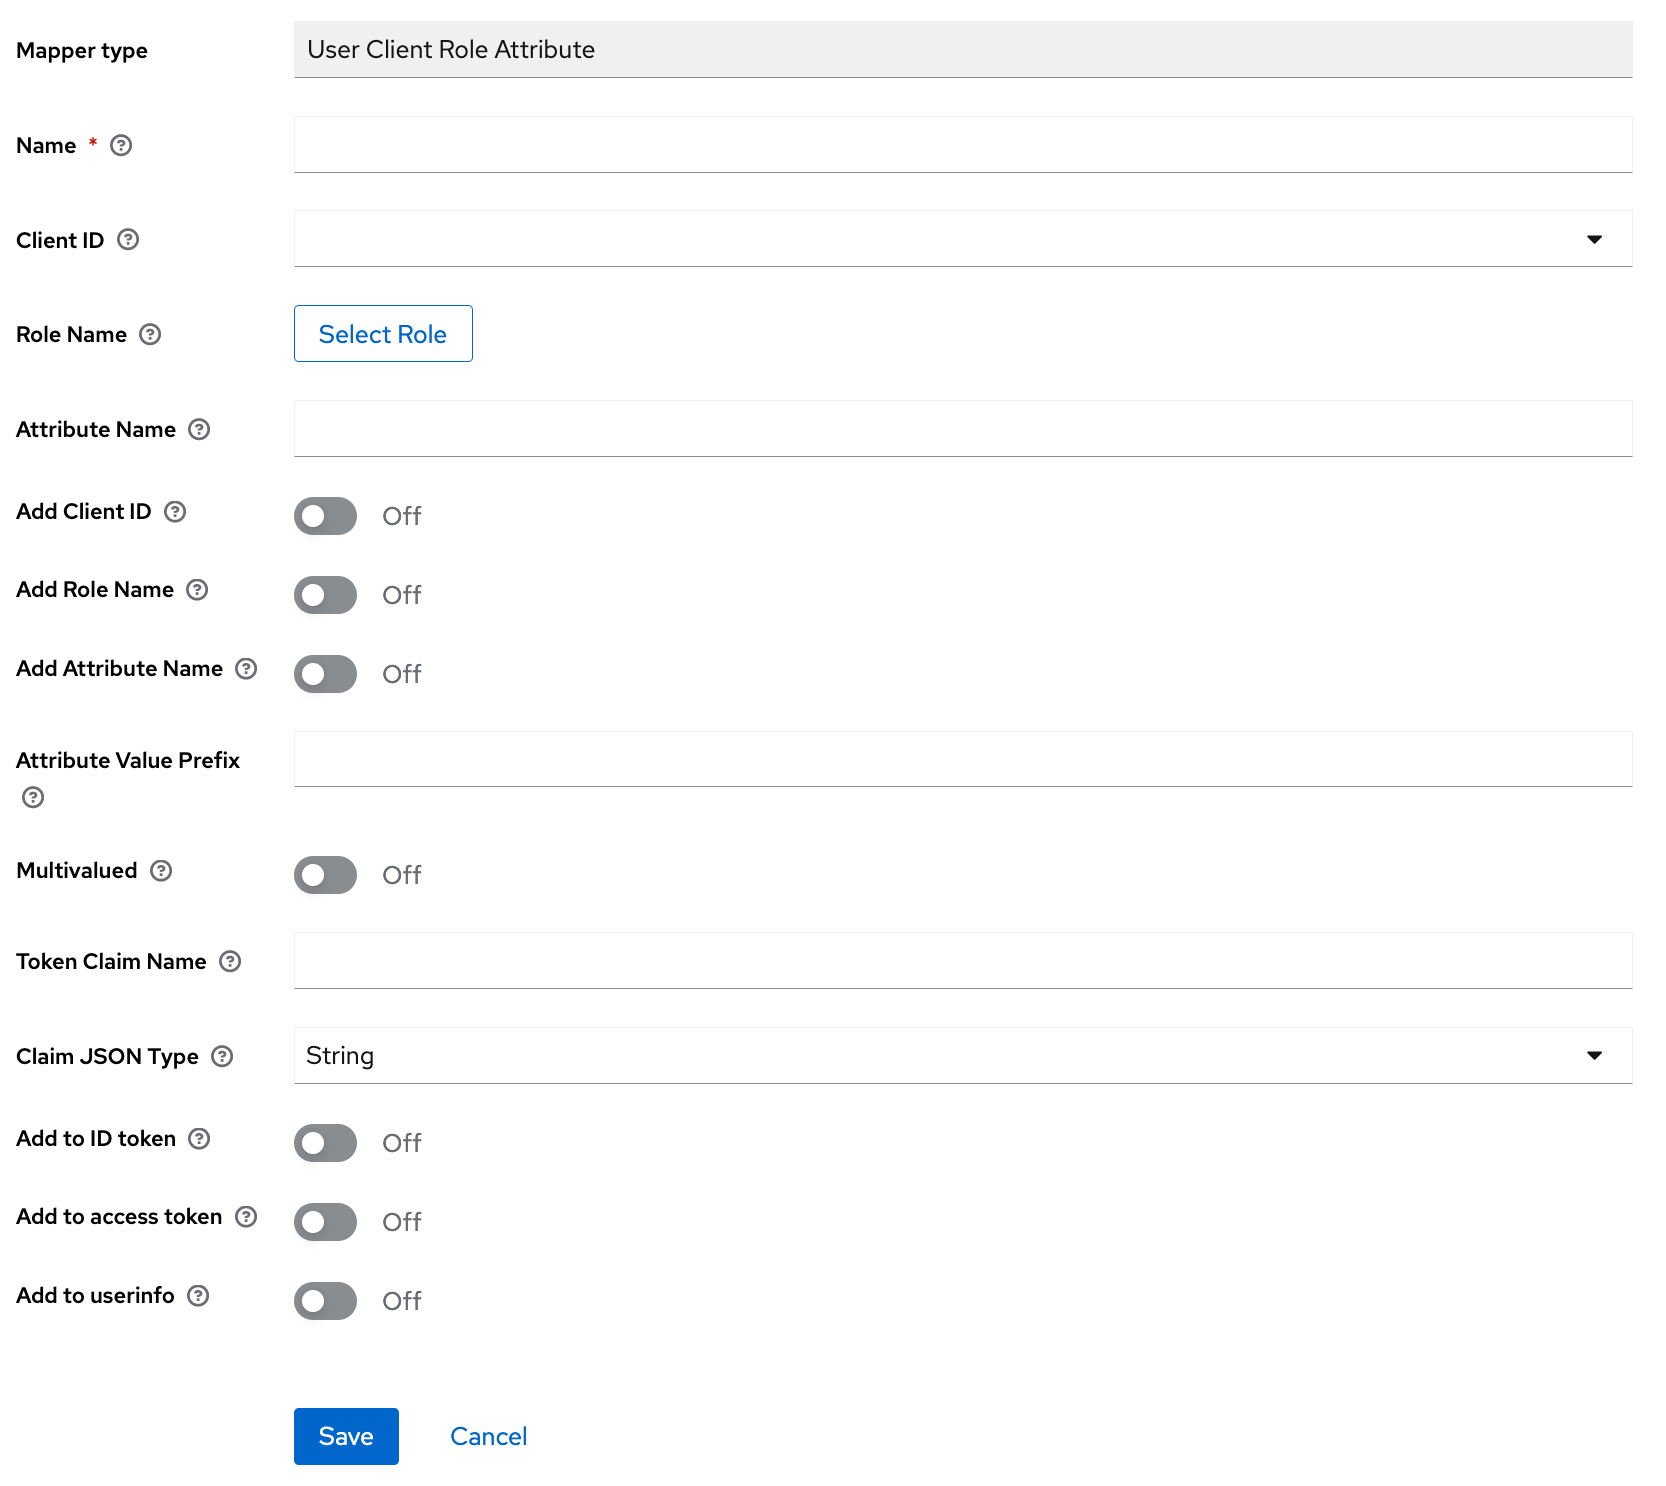 Mapper type
User Client Role Attribute
Name *
Client ID
Role Name
Select Role
Attribute Name
Add Client ID
Off
Add Role Name
Off
Add Attribute Name
Off
Attribute Value Prefix
Multivalued
Off
Token Claim Name
Claim JSON Type
String
Add to ID token
Off
Add to access token
Off
Add to userinfo
Off
Save
Cancel